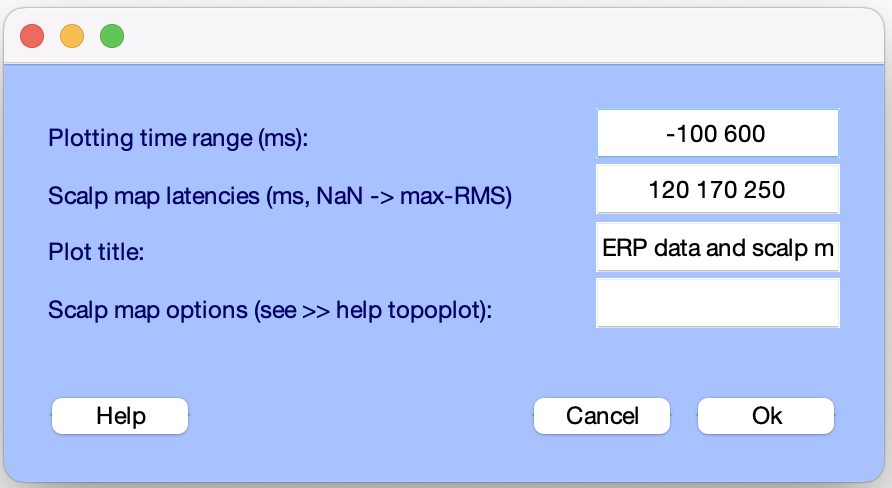 Plotting time range (ms):
-100 600
Scalp map latencies (ms, NaN -> max-RMS)
120 170 250
Plot title:
ERP data and scalp m
Scalp map options (see >> help topoplot):
Help
Cancel
Ok